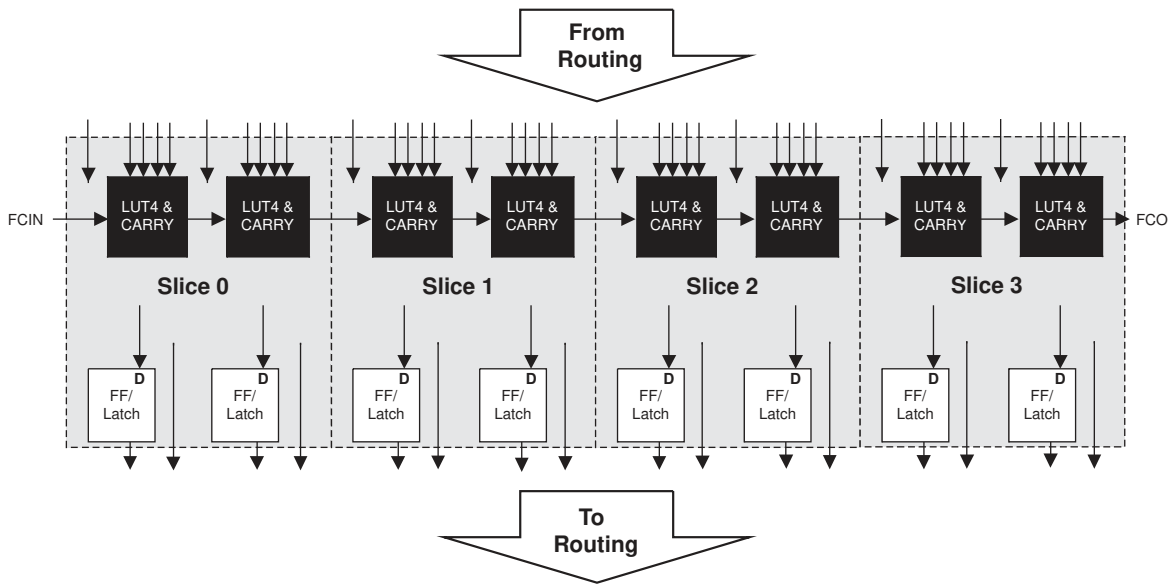 From
Routing
FCIN
LUT4 &
CARRY
LUT4 &
CARRY
LUT4 &
CARRY
LUT4 &
CARRY
LUT4 &
CARRY
LUT4 &
CARRY
LUT4 &
CARRY
LUT4 &
CARRY
FCO
Slice 0
Slice 1
Slice 2
Slice 3
D
FF/
Latch
D
FF/
Latch
D
FF/
Latch
D
FF/
Latch
D
FF/
Latch
D
FF/
Latch
D
FF/
Latch
D
FF/
Latch
To
Routing